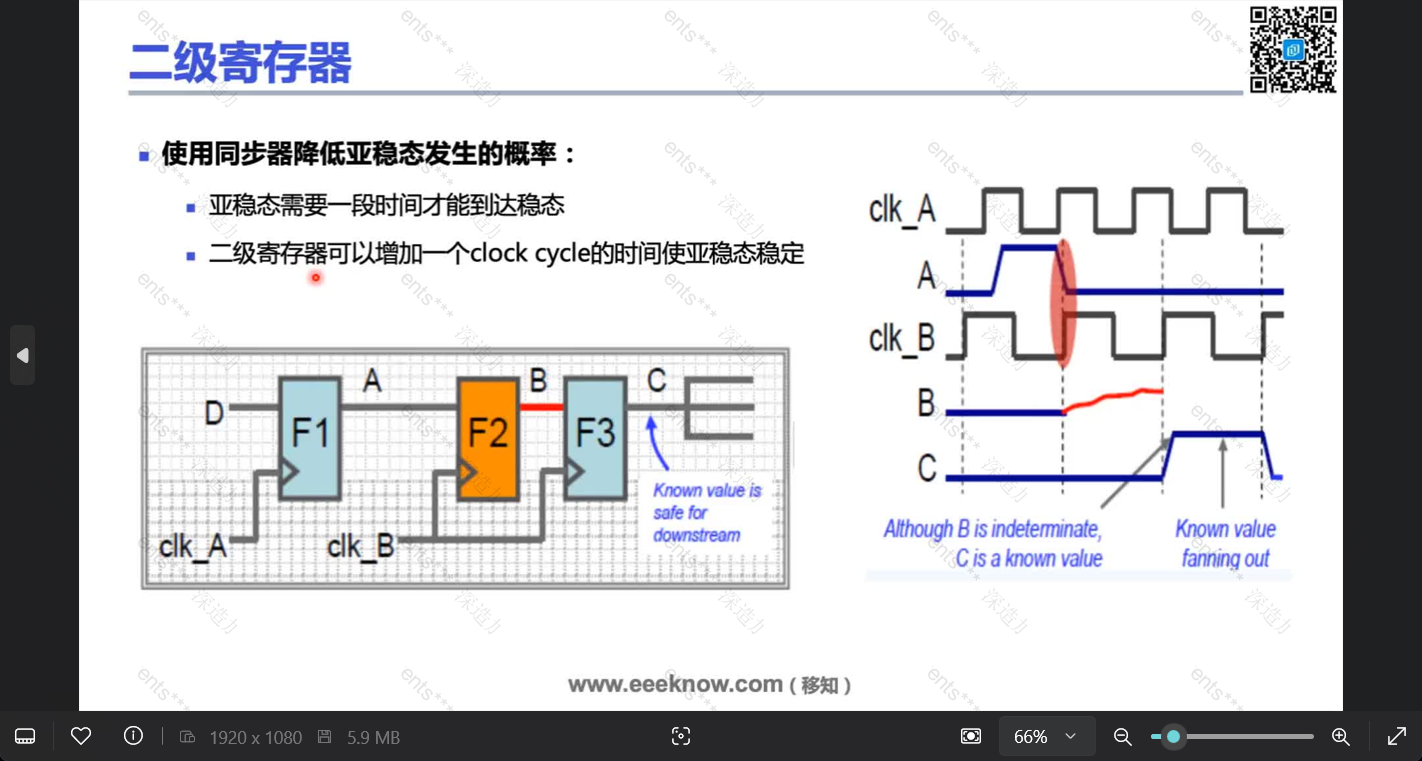 二级寄存器
使用同步器降低亚稳态发生的概率：
亚稳态需要一段时间才能到达稳态
二级寄存器可以增加一个clock cycle的时间使亚稳态稳定
D
A
B
C
F1
F2
F3
clk_A
clk_B
Known value is
safe for
downstream
clk_A
A
clk_B
B
C
Although B is indeterminate,
C is a known value
Known value
fanning out
www.eeeknow.com ( 移知 )
ents***
深造力
1920 x 1080
5.9 MB
66%